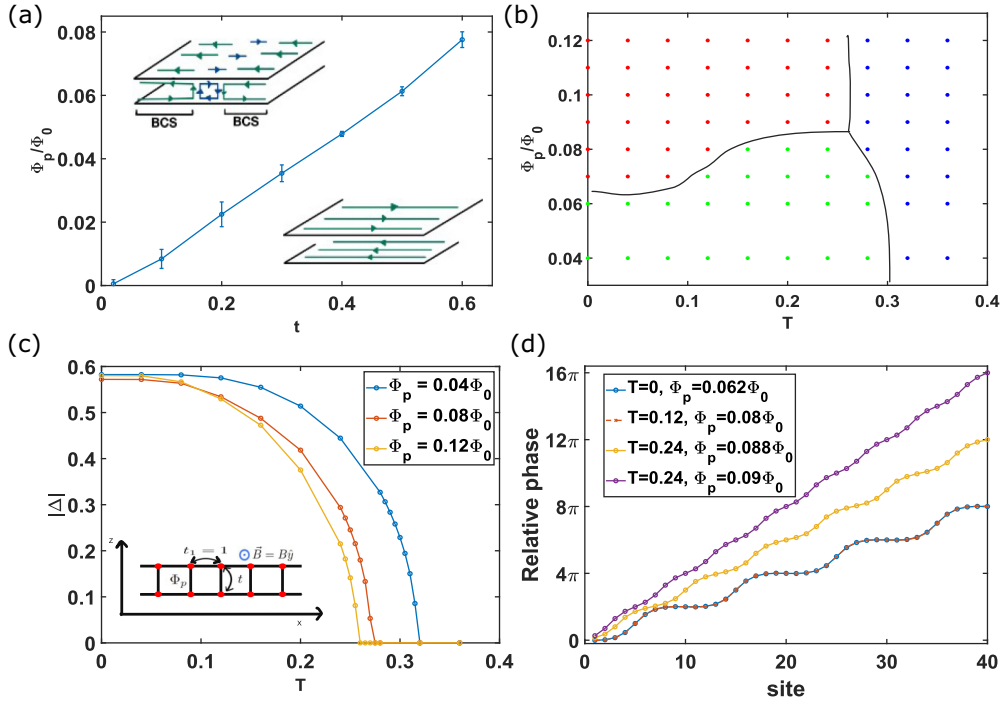 (a)
0.08
0.06
0.04
0.02
0
Φp/Φ0
BCS
BCS
0.2
0.4
0.6
t
(b)
0.12
0.1
0.08
0.06
0.04
Φp/Φ0
0
0.1
0.2
0.3
0.4
T
(c)
0.6
0.5
0.4
0.3
0.2
0.1
0
|Δ|
Φp = 0.04Φ0
Φp = 0.08Φ0
Φp = 0.12Φ0
z
t1 = 1
B⃗ = Bŷ
Φp
t
x
0
0.1
0.2
0.3
0.4
T
(d)
16π
12π
8π
4π
0
Relative phase
T=0, Φp=0.062Φ0
T=0.12, Φp=0.08Φ0
T=0.24, Φp=0.088Φ0
T=0.24, Φp=0.09Φ0
0
10
20
30
40
site